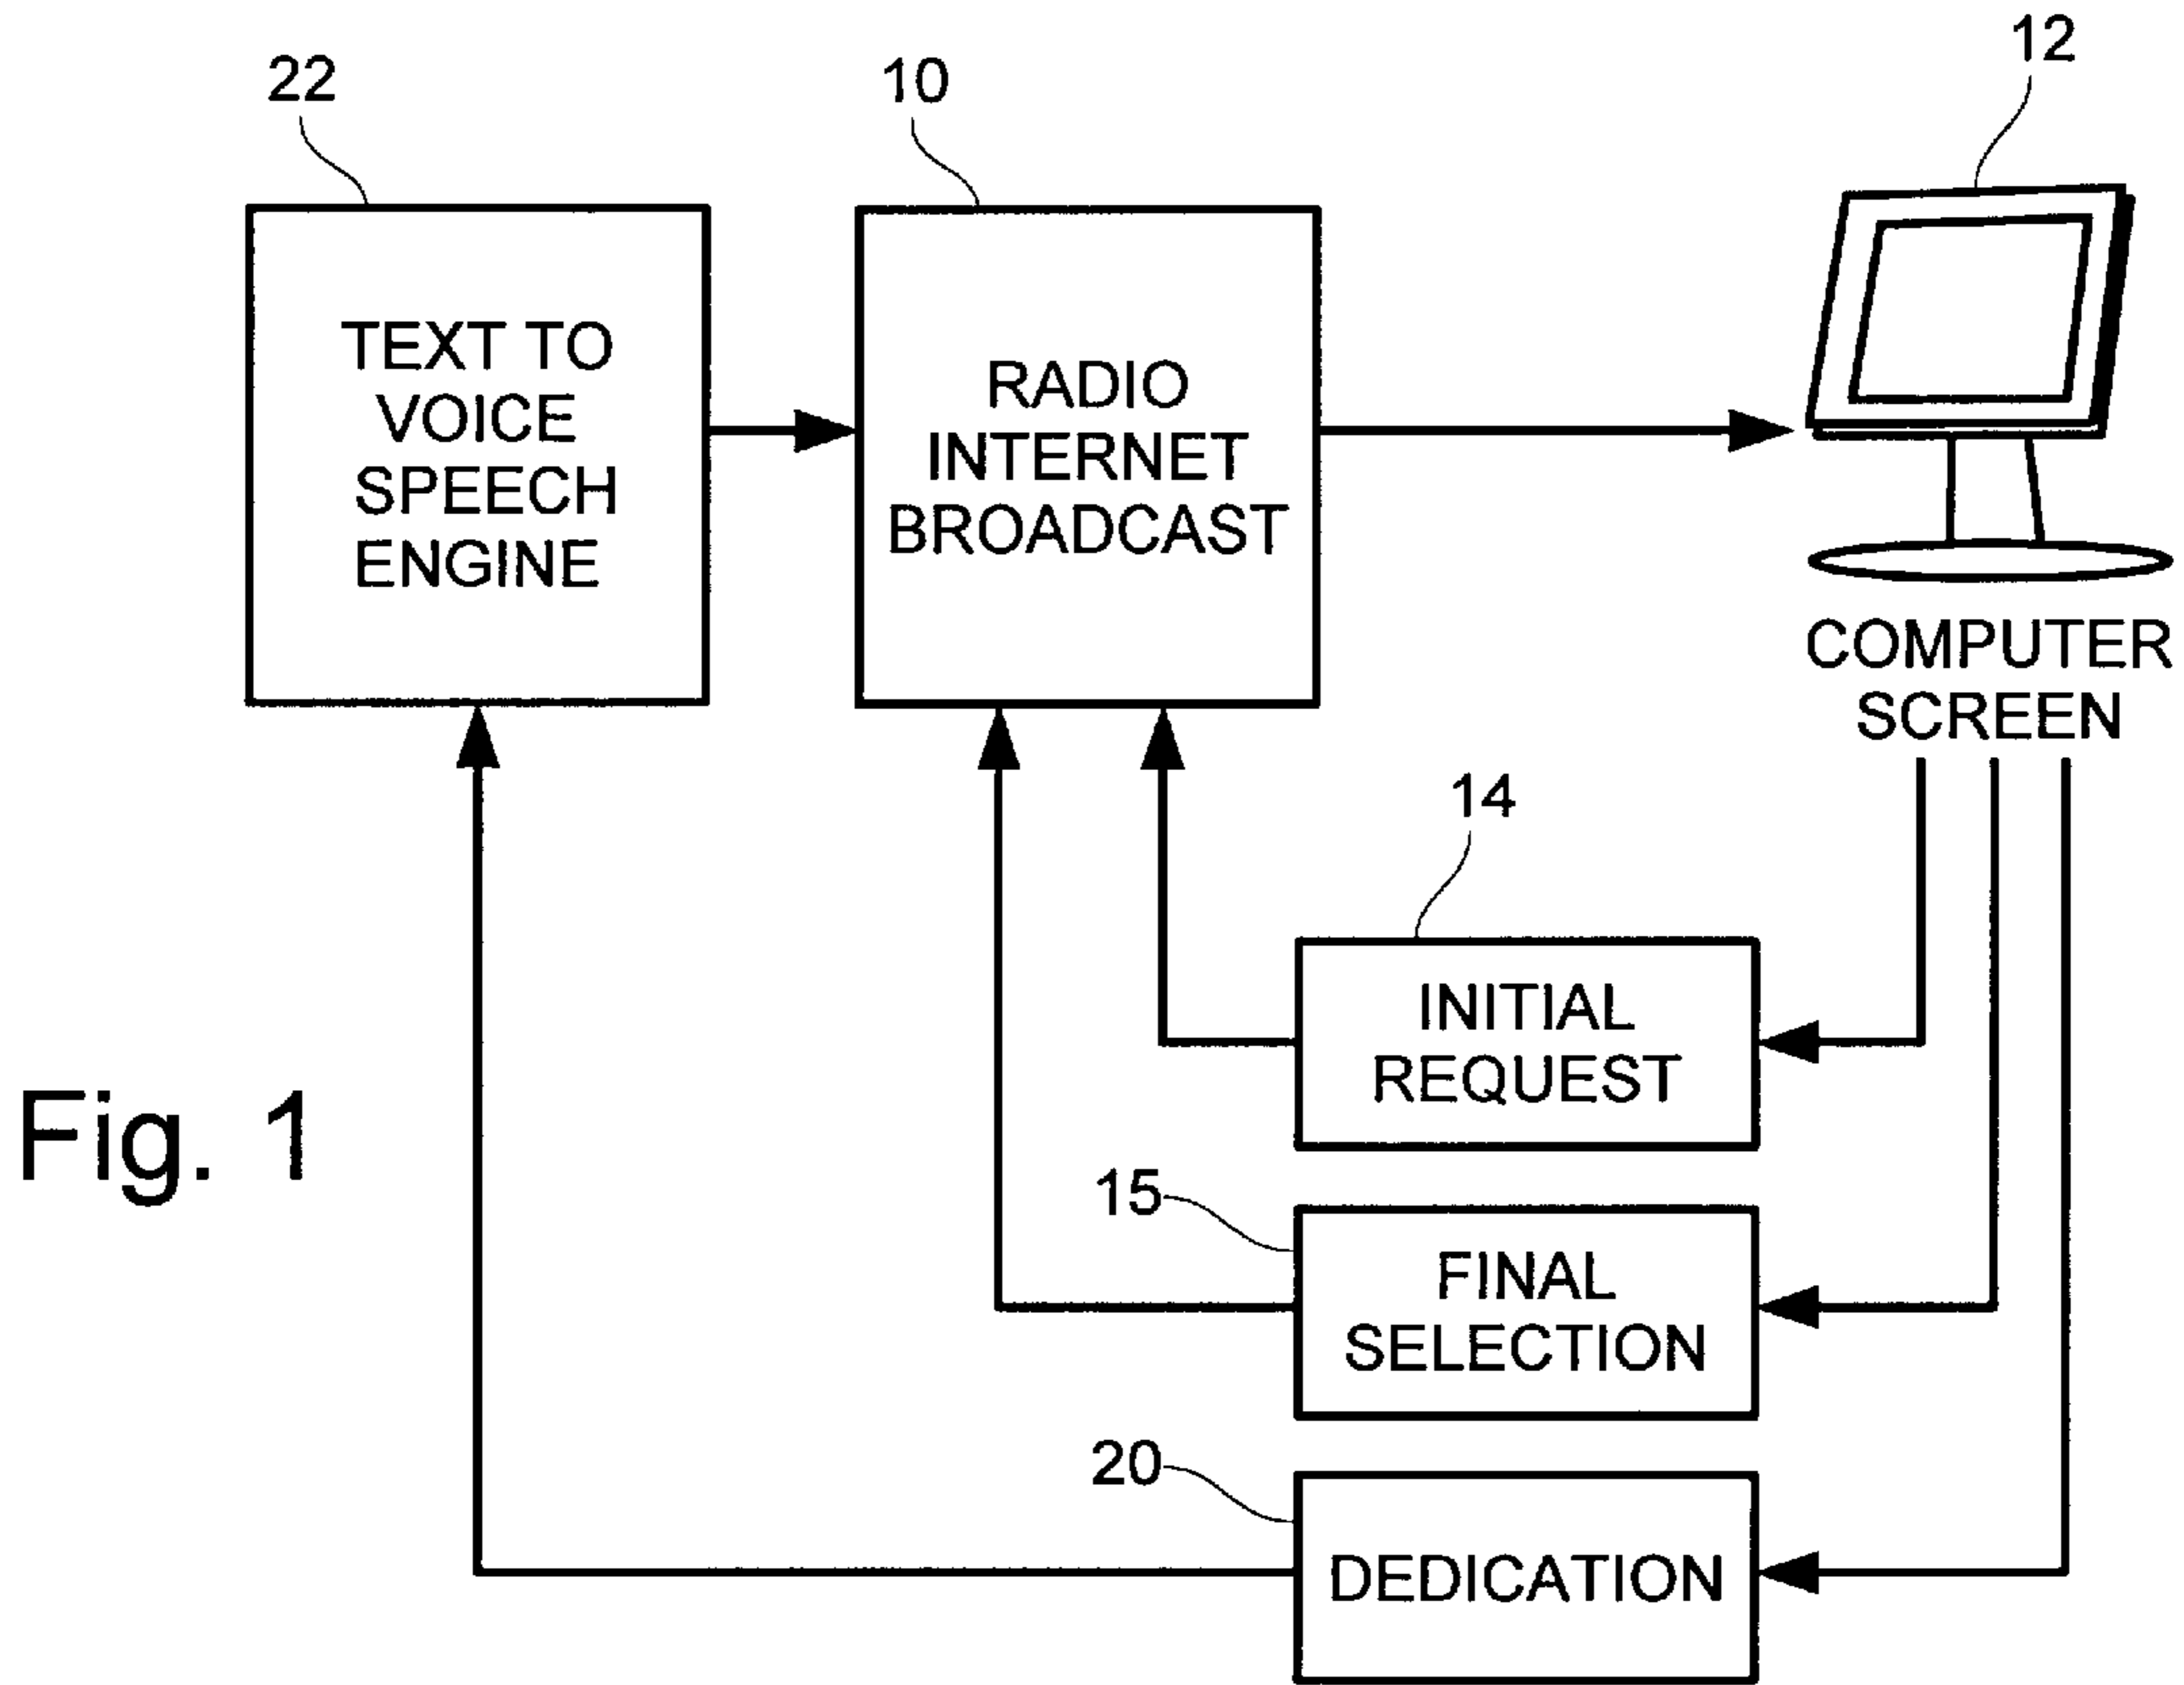 22
10
12
TEXT TO
VOICE
SPEECH
ENGINE
RADIO
INTERNET
BROADCAST
COMPUTER
SCREEN
14
INITIAL
REQUEST
Fig. 1
15
FINAL
SELECTION
20
DEDICATION